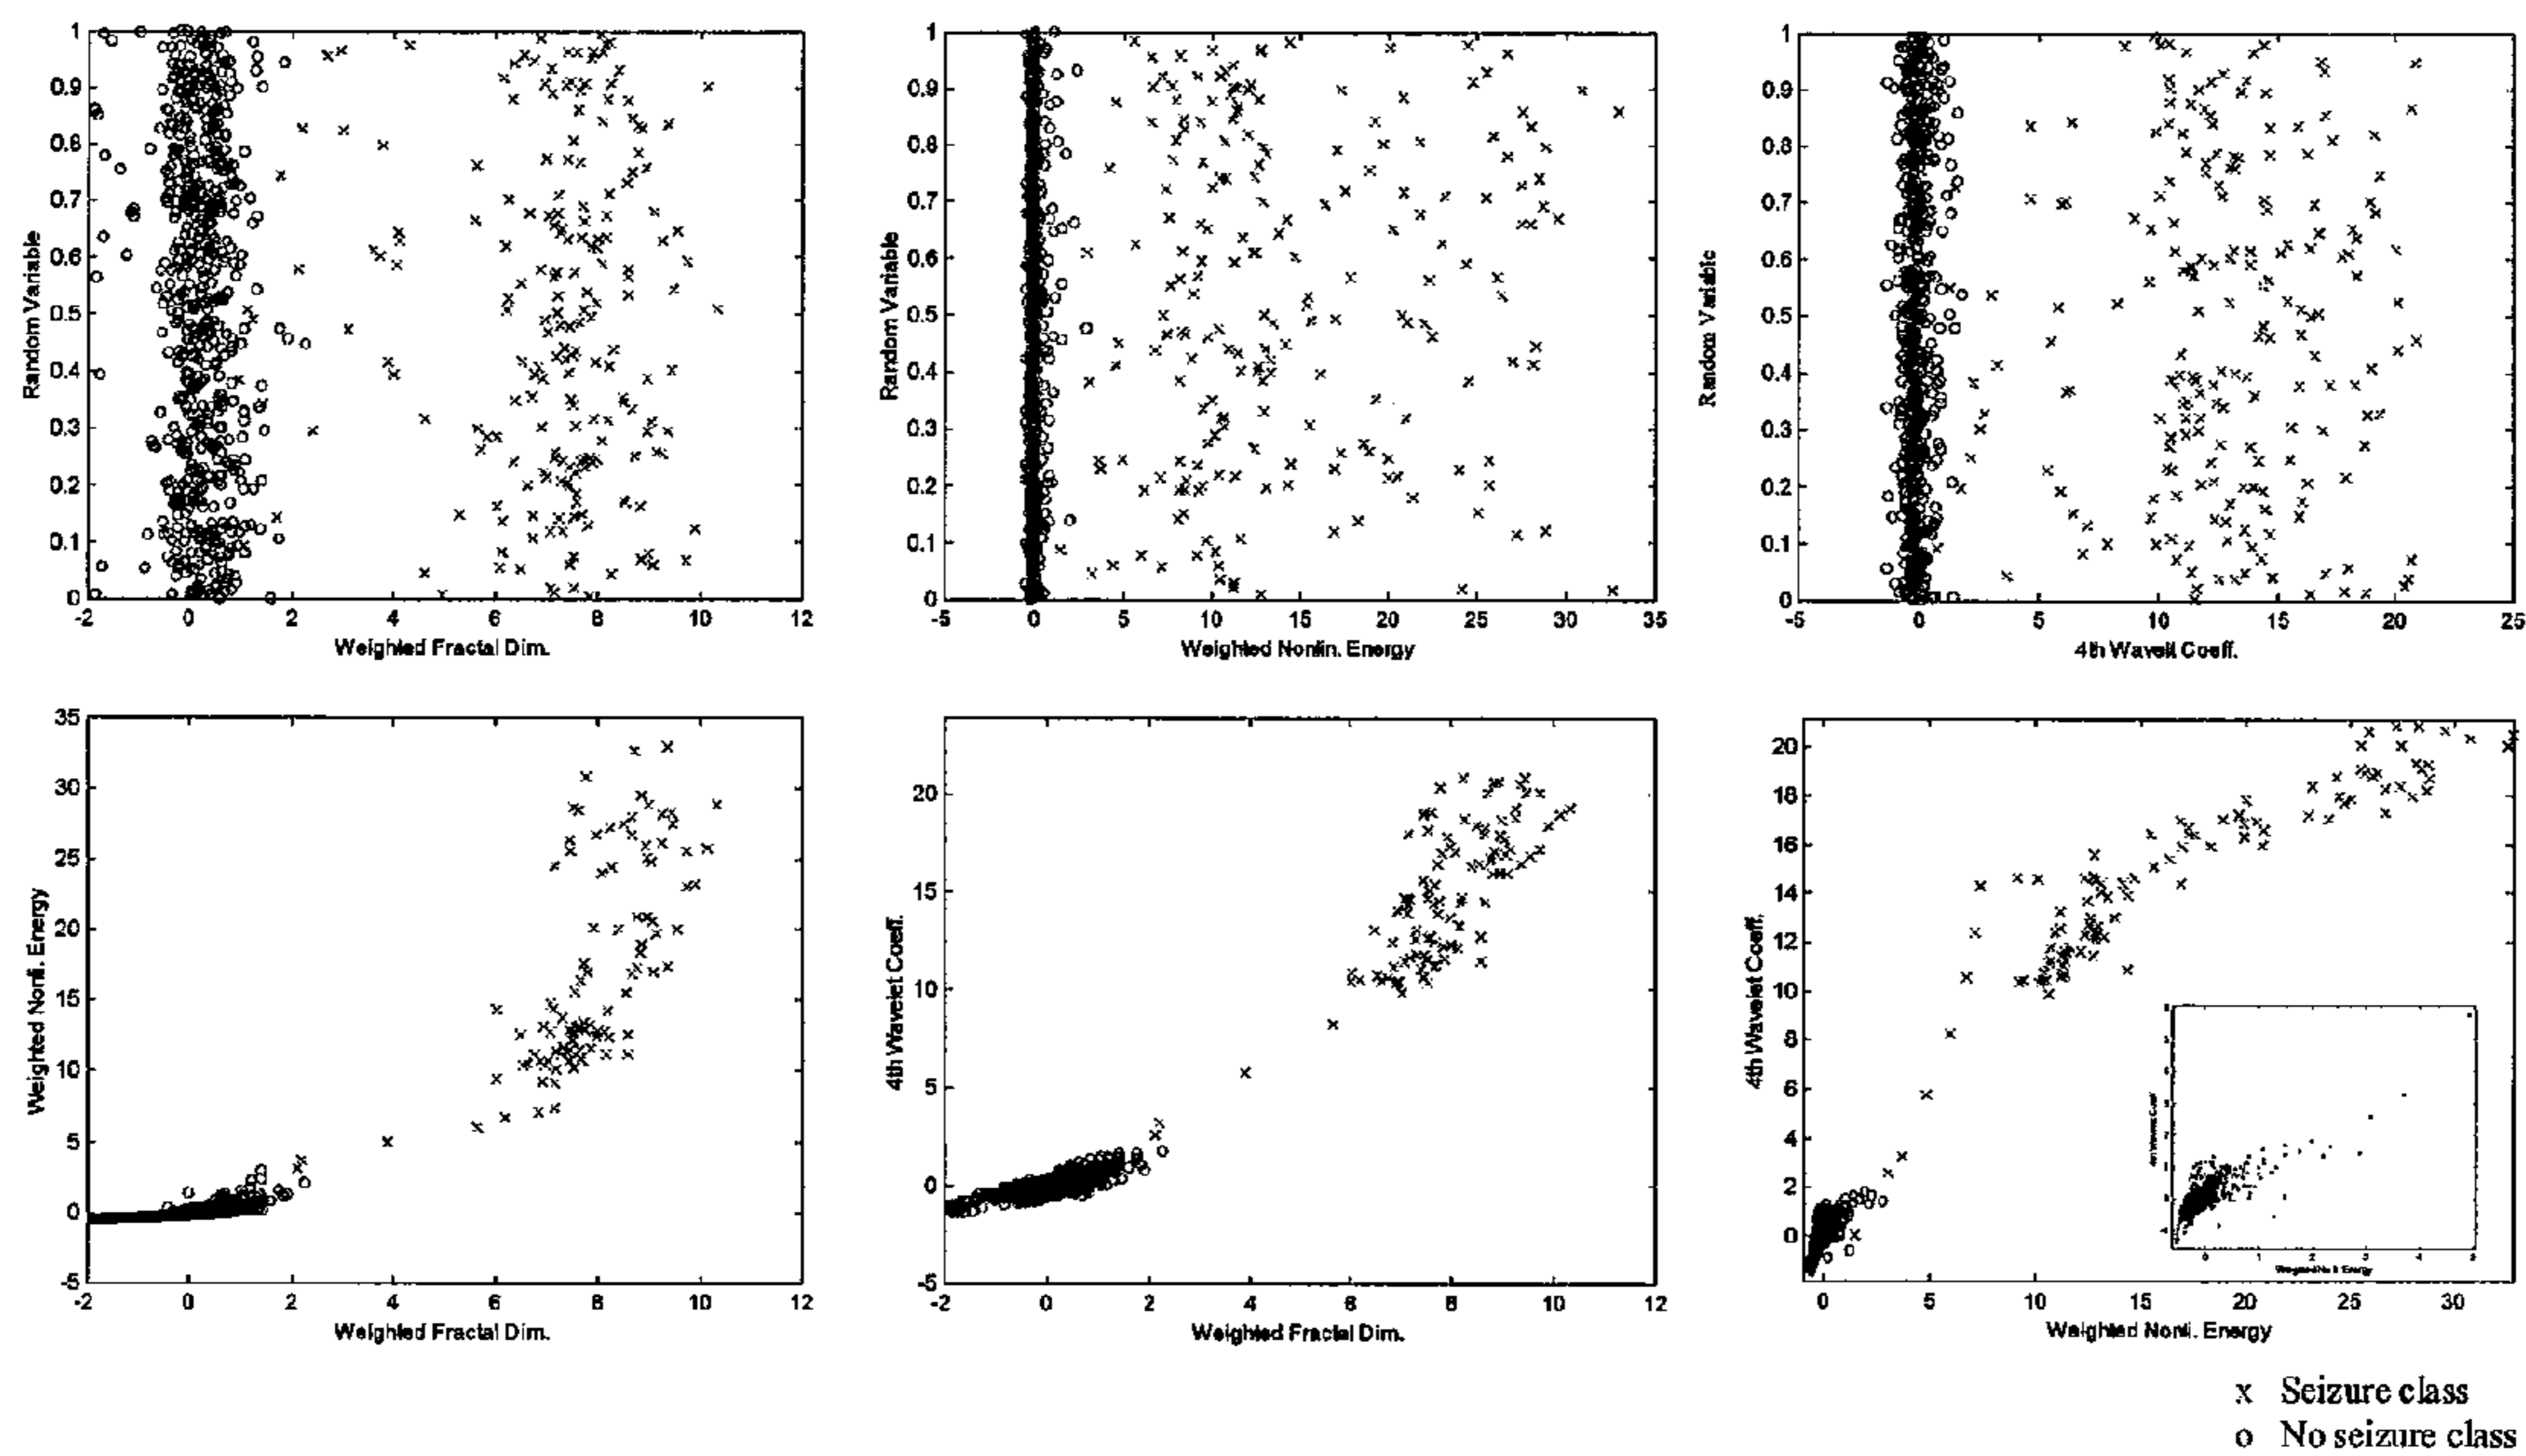 1
0.9
0.8
0.7
0.6
0.5
0.4
0.3
0.2
0.1
0
Random Variable
-2 0 2 4 6 8 10 12
Weighted Fractal Dim.
1
0.9
0.8
0.7
0.6
0.5
0.4
0.3
0.2
0.1
0
Random Variable
-5 0 5 10 15 20 25 30 35
Weighted Nonlin. Energy
1
0.9
0.8
0.7
0.6
0.5
0.4
0.3
0.2
0.1
0
Random Variable
-5 0 5 10 15 20 25
4th Wavelt Coeff.
35
30
25
20
15
10
5
0
-5
Weighted Nonli. Energy
-2 0 2 4 6 8 10 12
Weighted Fractal Dim.
20
15
10
5
0
-5
4th Wavelet Coeff.
-2 0 2 4 6 8 10 12
Weighted Fractal Dim.
20
18
16
14
12
10
8
6
4
2
0
4th Wavelet Coeff.
0 5 10 15 20 25 30
Weighted Nonli. Energy
x Seizure class
o No seizure class